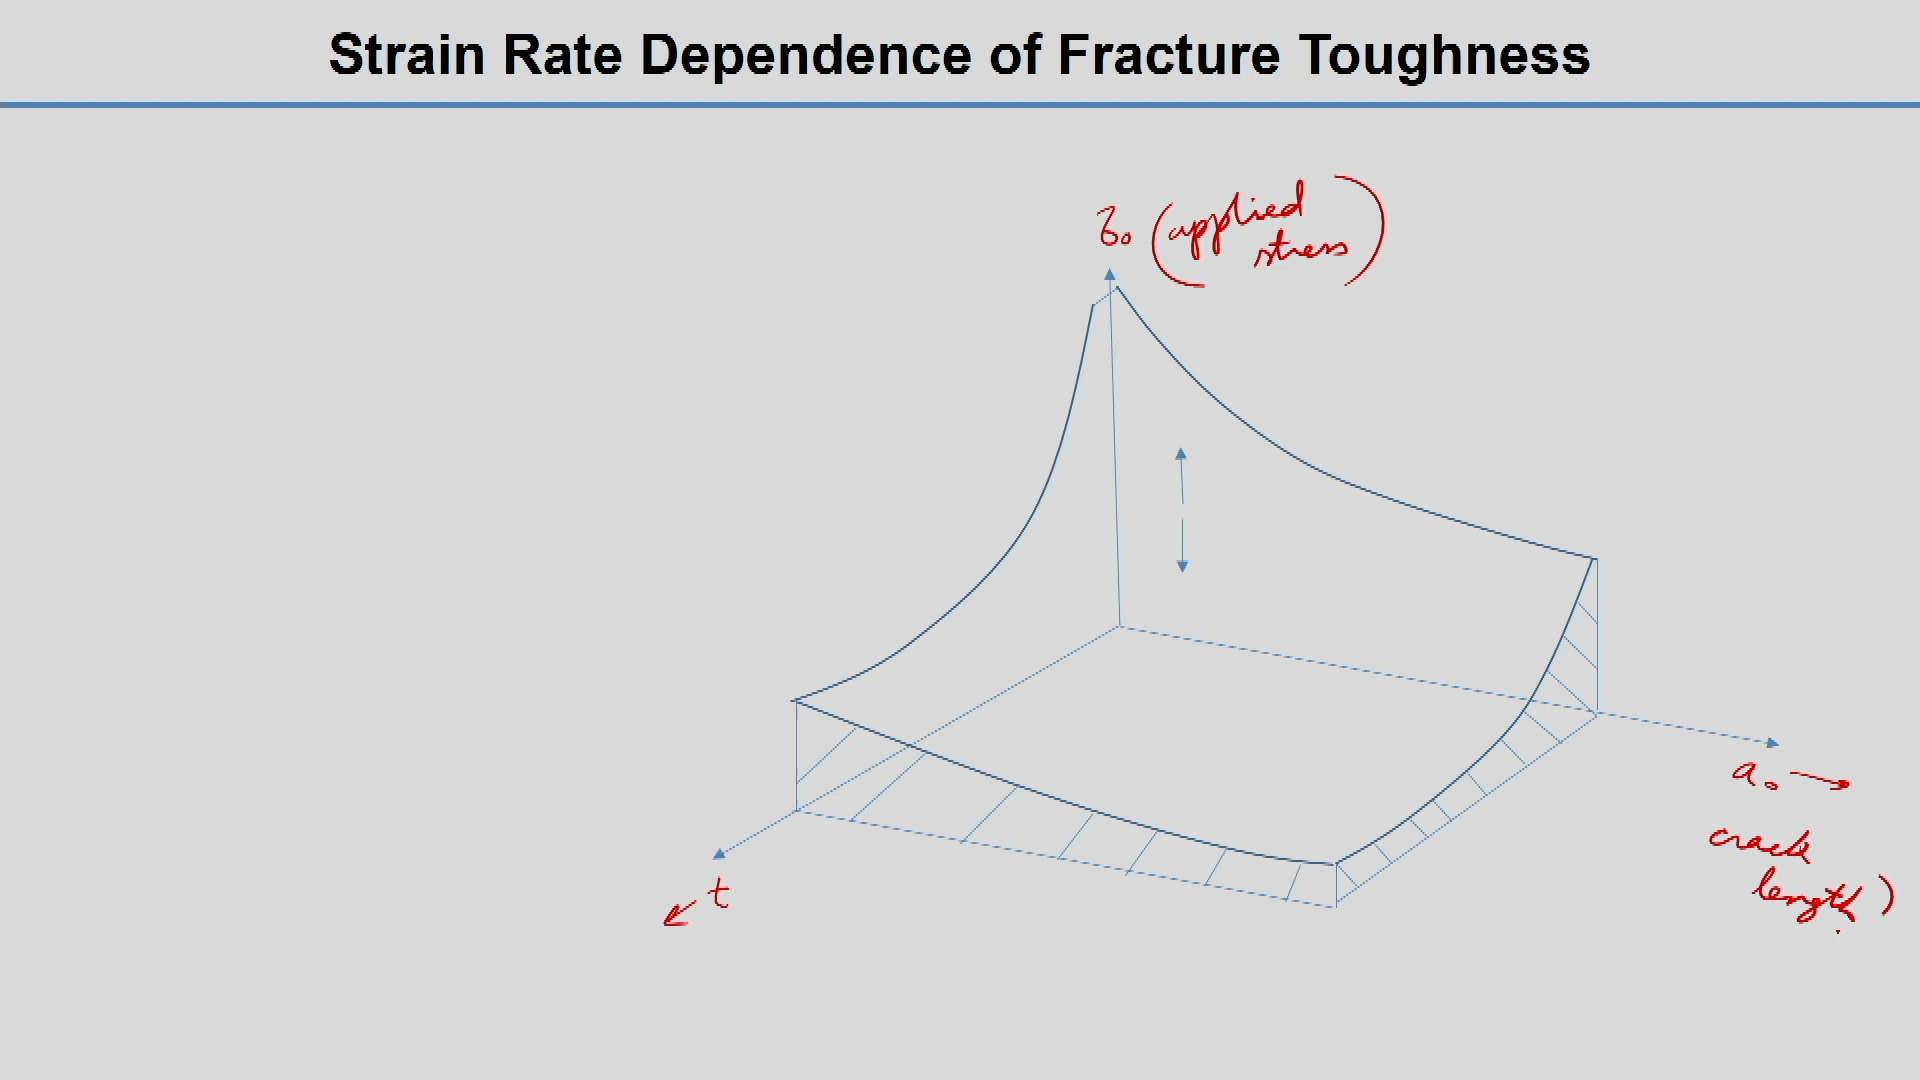 Strain Rate Dependence of Fracture Toughness
σ₀ (applied
stress)
a₀ →
crack
length)
← t